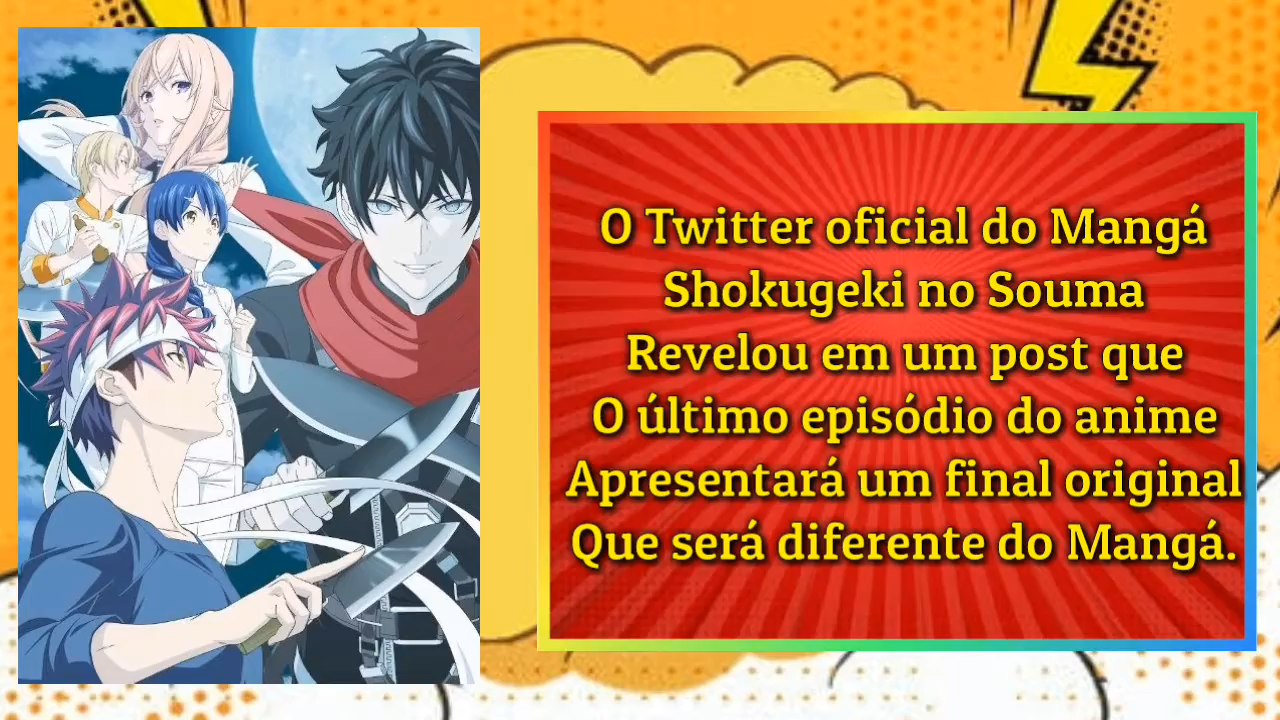 O Twitter oficial do Mangá
Shokugeki no Souma
Revelou em um post que
O último episódio do anime
Apresentará um final original
Que será diferente do Mangá.